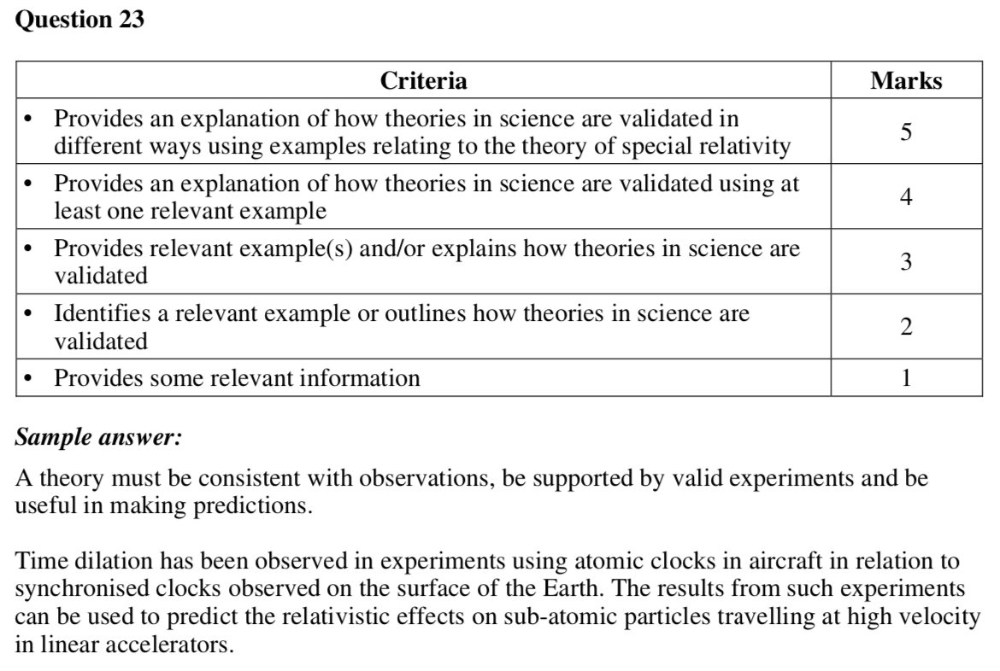 Question 23
Criteria
Marks
• Provides an explanation of how theories in science are validated in
different ways using examples relating to the theory of special relativity
5
• Provides an explanation of how theories in science are validated using at
least one relevant example
4
• Provides relevant example(s) and/or explains how theories in science are
validated
3
• Identifies a relevant example or outlines how theories in science are
validated
2
• Provides some relevant information
1
Sample answer:
A theory must be consistent with observations, be supported by valid experiments and be
useful in making predictions.
Time dilation has been observed in experiments using atomic clocks in aircraft in relation to
synchronised clocks observed on the surface of the Earth. The results from such experiments
can be used to predict the relativistic effects on sub-atomic particles travelling at high velocity
in linear accelerators.